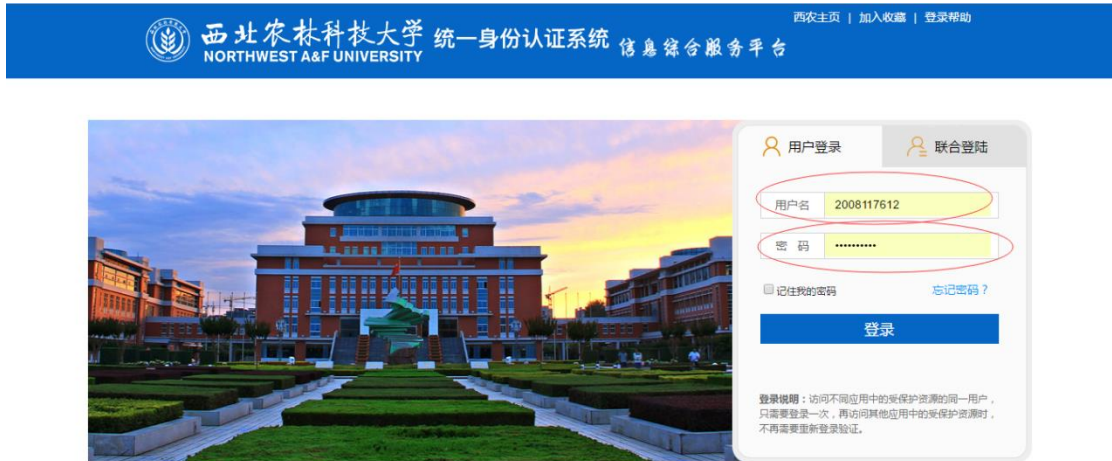 西农主页 | 加入收藏 | 登录帮助
西北农林科技大学 统一身份认证系统 信息综合服务平台
NORTHWEST A&F UNIVERSITY
用户登录 联合登陆
用户名 2008117612
密 码 ••••••••••
记住我的密码 忘记密码？
登录
登录说明：访问不同应用中的受保护资源的同一用户，
只需要登录一次，再访问其他应用中的受保护资源时，
不再需要重新登录验证。